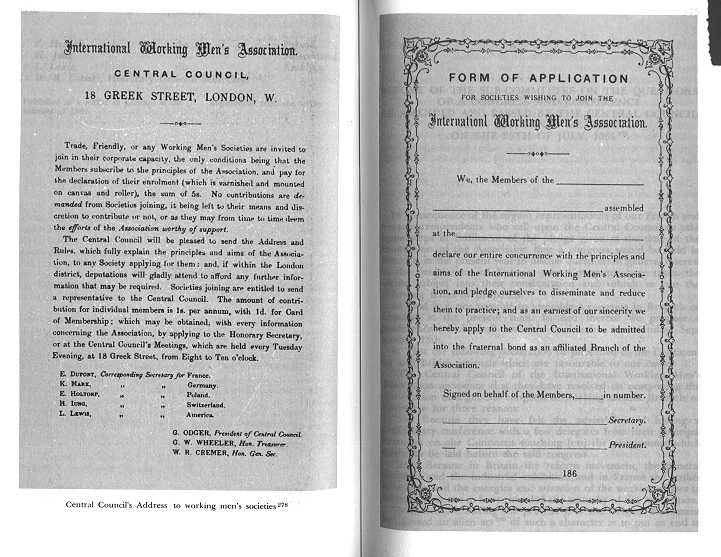 International Working Men's Association.
CENTRAL COUNCIL,
18 GREEK STREET, LONDON, W.
Trade, Friendly, or any Working Men's Societies are invited to
join in their corporate capacity, the only conditions being that the
Members subscribe to the principles of the Association, and pay for
the declaration of their enrolment (which is varnished and mounted
on canvas and roller), the sum of 5s. No contributions are de-
manded from Societies joining, it being left to their means and dis-
cretion to contribute or not, or as they may from time to time deem
the efforts of the Association worthy of support.
The Central Council will be pleased to send the Address and
Rules, which fully explain the principles and aims of the Associa-
tion, to any Society applying for them; and, if within the London
district, deputations will gladly attend to afford any further infor-
mation that may be required. Societies joining are entitled to send
a representative to the Central Council. The amount of contri-
bution for individual members is 1s. per annum, with 1d. for Card
of Membership; which may be obtained, with every information
concerning the Association, by applying to the Honorary Secretary,
or at the Central Council's Meetings, which are held every Tuesday
Evening, at 18 Greek Street, from Eight to Ten o'clock.
E. DUPONT, Corresponding Secretary for France.
K. MARX, „ „ Germany.
E. HOLTORP, „ „ Poland.
H. JUNG, „ „ Switzerland.
L. LEWIS, „ „ America.
G. ODGER, President of Central Council.
G. W. WHEELER, Hon. Treasurer.
W. R. CREMER, Hon. Gen. Sec.
Central Council's Address to working men's societies 278
FORM OF APPLICATION
FOR SOCIETIES WISHING TO JOIN THE
Internationl Working Men's Asssociation.
We, the Members of the
assembled
at the
declare our entire concurrence with the principles and
aims of the International Working Men's Associa-
tion, and pledge ourselves to disseminate and reduce
them to practice; and as an earnest of our sincerity we
hereby apply to the Central Council to be admitted
into the fraternal bond as an affiliated Branch of the
Association.
Signed on behalf of the Members, in number.
Secretary.
President.
186